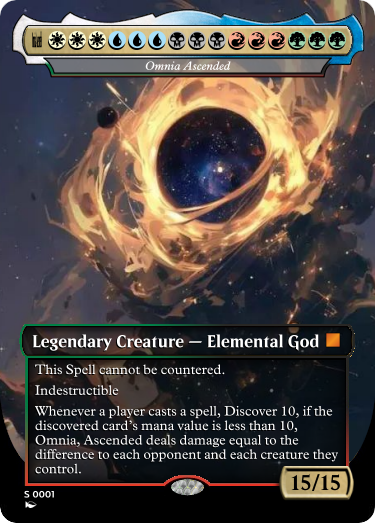 Omnia Ascended
Legendary Creature — Elemental God
This Spell cannot be countered.
Indestructible
Whenever a player casts a spell, Discover 10, if the
discovered card's mana value is less than 10,
Omnia, Ascended deals damage equal to the
difference to each opponent and each creature they
control.
15/15
S 0001